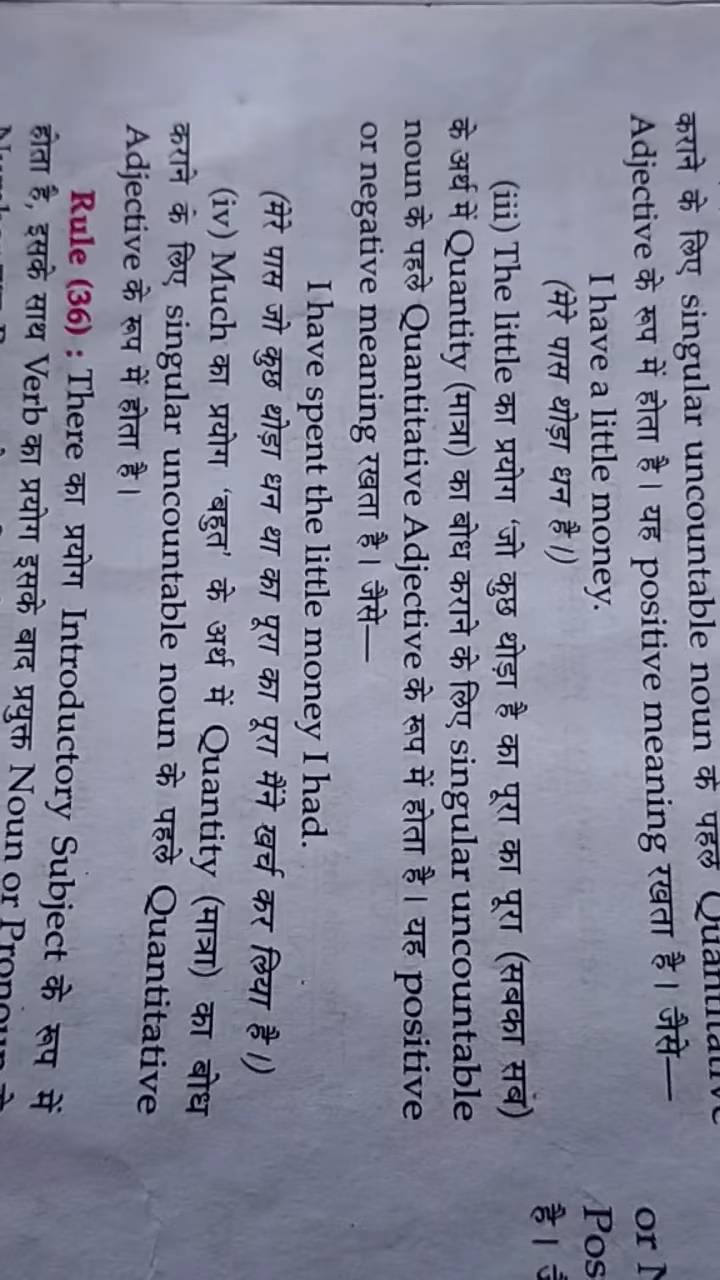 कराने के लिए singular uncountable noun के पहले Quantitative
Adjective के रूप में होता है। यह positive meaning रखता है। जैसे—
I have a little money.
(मेरे पास थोड़ा धन है।)
(iii) The little का प्रयोग ‘जो कुछ थोड़ा है का पूरा का पूरा (सबका सब)
के अर्थ में Quantity (मात्रा) का बोध कराने के लिए singular uncountable
noun के पहले Quantitative Adjective के रूप में होता है। यह positive
or negative meaning रखता है। जैसे—
I have spent the little money I had.
(मेरे पास जो कुछ थोड़ा धन था का पूरा का पूरा मैंने खर्च कर लिया है।)
(iv) Much का प्रयोग ‘बहुत’ के अर्थ में Quantity (मात्रा) का बोध
कराने के लिए singular uncountable noun के पहले Quantitative
Adjective के रूप में होता है।
Rule (36) : There का प्रयोग Introductory Subject के रूप में
होता है, इसके साथ Verb का प्रयोग इसके बाद प्रयुक्त Noun or Pronoun के
or
Pos
है।